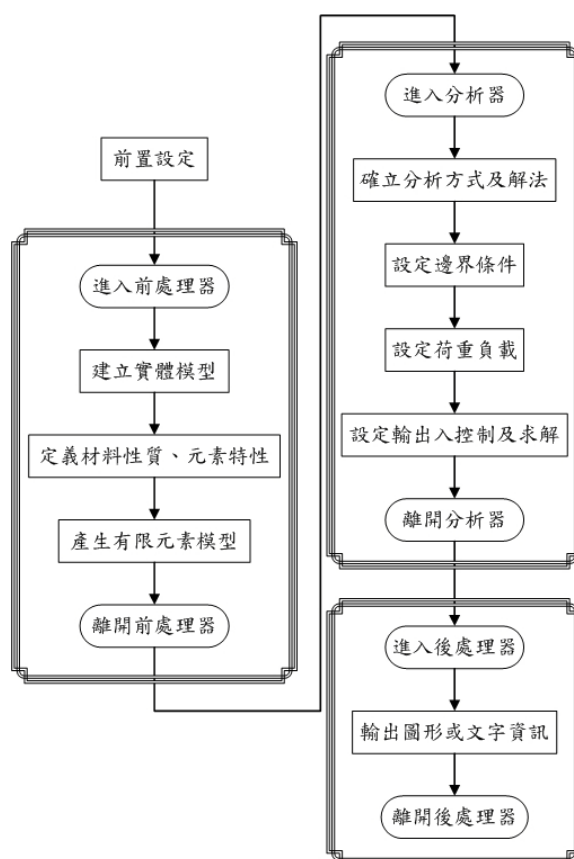 前置設定
進入前處理器
建立實體模型
定義材料性質、元素特性
產生有限元素模型
離開前處理器
進入分析器
確立分析方式及解法
設定邊界條件
設定荷重負載
設定輸出入控制及求解
離開分析器
進入後處理器
輸出圖形或文字資訊
離開後處理器